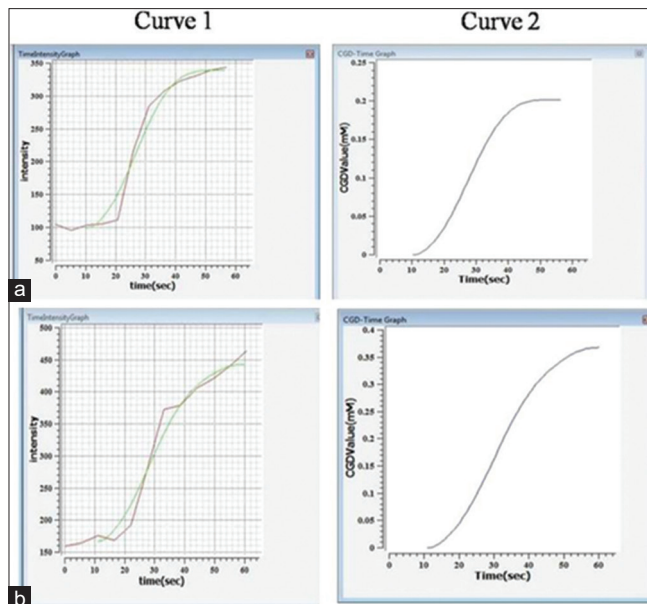 Curve 1
Curve 2
TimeIntensityGraph
350
300
250
200
150
100
50
intensity
0 10 20 30 40 50 60
time(sec)
a
CGD-Time Graph
0.25
0.2
0.15
0.1
0.05
0
CGDValue(mM)
0 10 20 30 40 50 60
Time(sec)
TimeIntensityGraph
500
450
400
350
300
250
200
150
intensity
0 10 20 30 40 50 60
time(sec)
b
CGD-Time Graph
0.4
0.35
0.3
0.25
0.2
0.15
0.1
0.05
0
CGDValue(mM)
0 10 20 30 40 50 60
Time(sec)